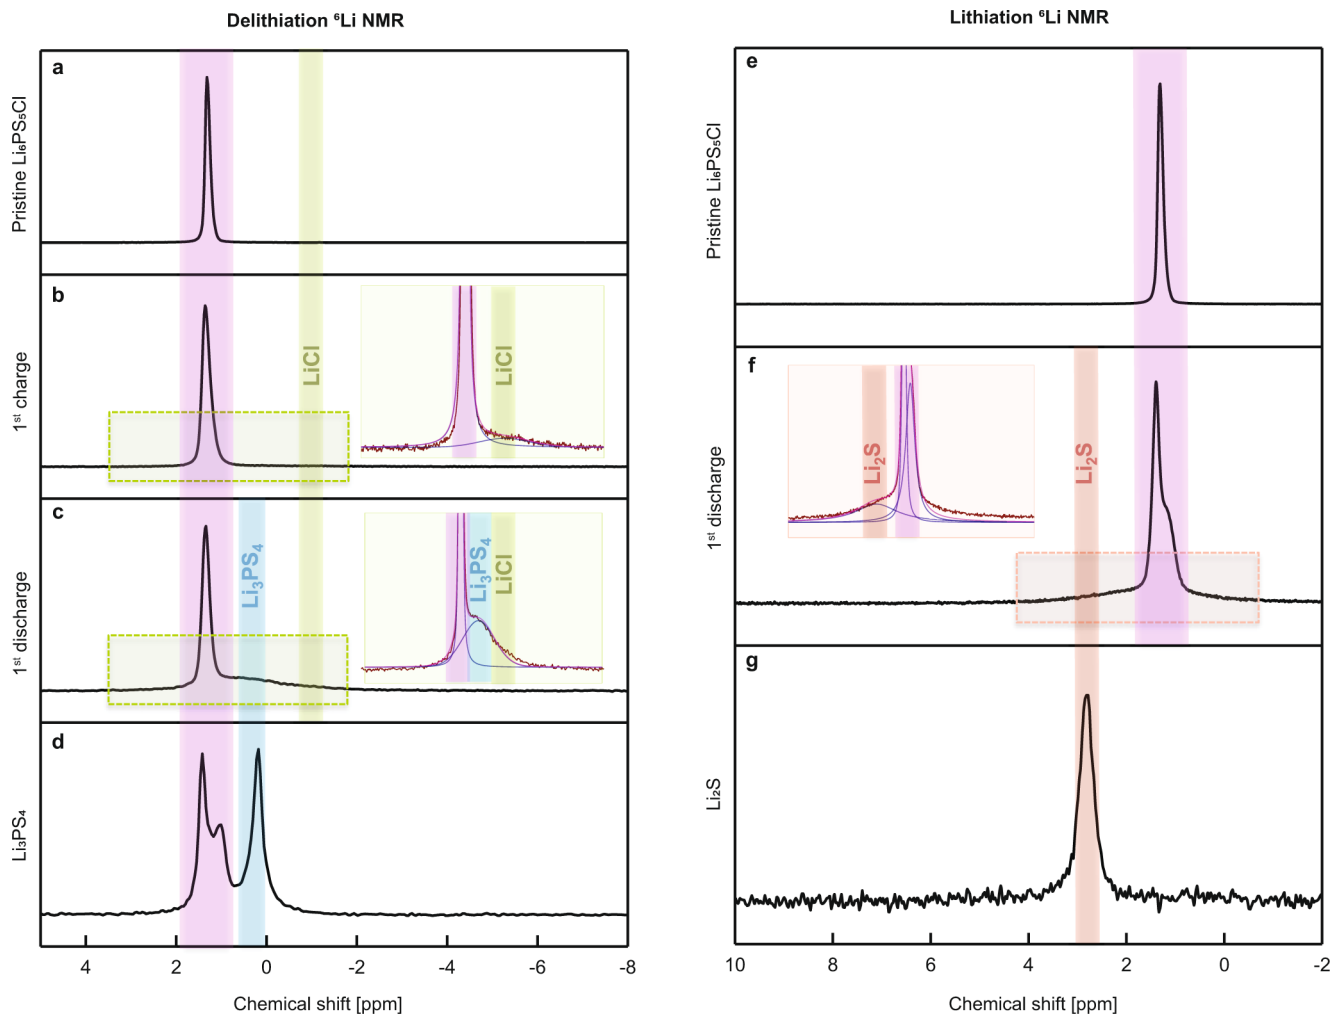 Delithiation ⁶Li NMR
a
Pristine Li₆PS₅Cl
b
1ˢᵗ charge
LiCl
LiCl
c
1ˢᵗ discharge
Li₃PS₄
Li₃PS₄
LiCl
d
Li₃PS₄
4 2 0 -2 -4 -6 -8
Chemical shift [ppm]
Lithiation ⁶Li NMR
e
Pristine Li₆PS₅Cl
f
1ˢᵗ discharge
Li₂S
Li₂S
g
Li₂S
10 8 6 4 2 0 -2
Chemical shift [ppm]